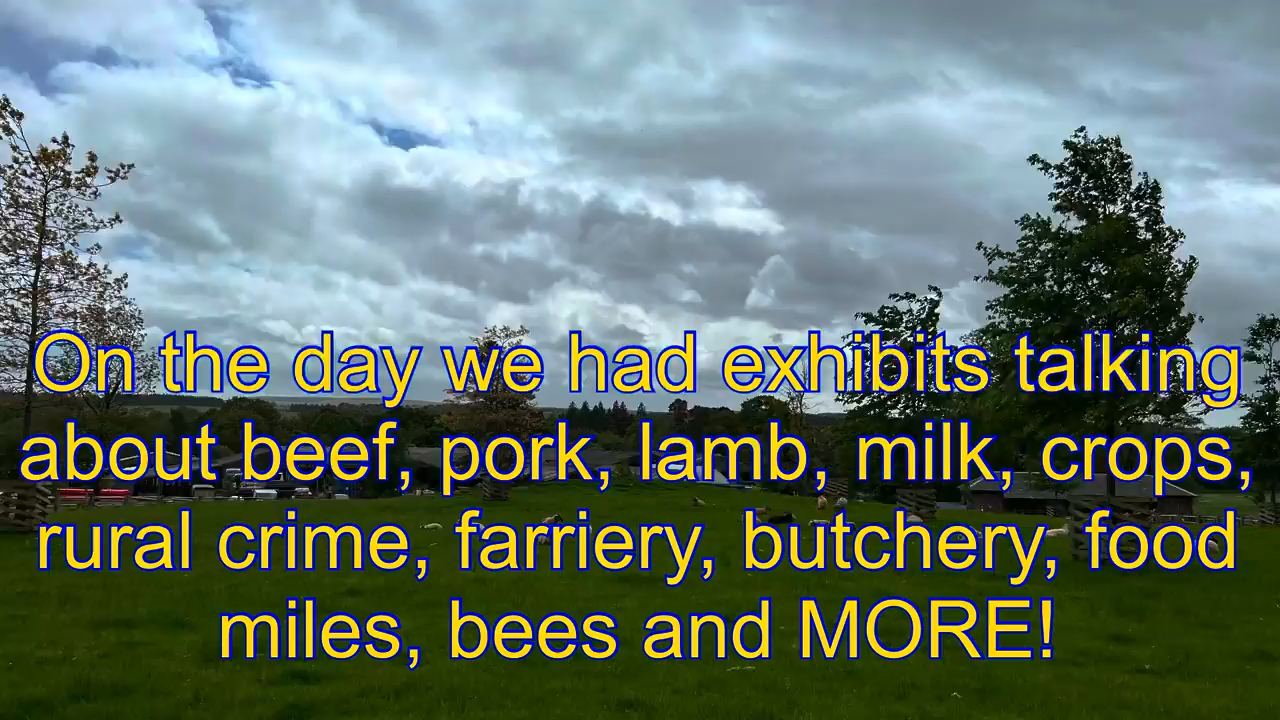 On the day we had exhibits talking
about beef, pork, lamb, milk, crops,
rural crime, farriery, butchery, food
miles, bees and MORE!